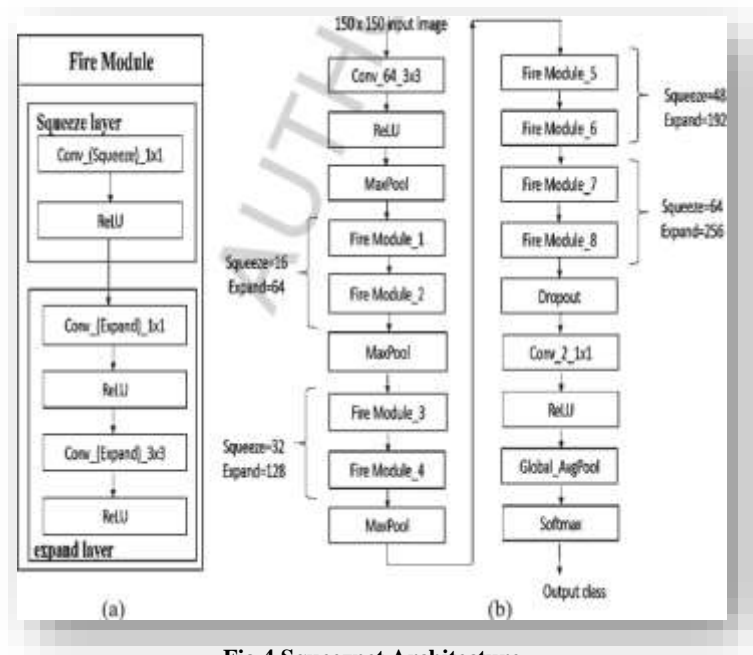 Fire Module
Squeeze layer
Conv_(Squeeze)_1x1
ReLU
Conv_(Expand)_1x1
ReLU
Conv_(Expand)_3x3
ReLU
expand layer
(a)
150 x 150 input image
Conv_64_3x3
ReLU
MaxPool
Fire Module_1
Squeeze=16
Expand=64
Fire Module_2
MaxPool
Fire Module_3
Squeeze=32
Expand=128
Fire Module_4
MaxPool
Fire Module_5
Squeeze=48
Expand=192
Fire Module_6
Fire Module_7
Squeeze=64
Expand=256
Fire Module_8
Dropout
Conv_2_1x1
ReLU
Global_AvgPool
Softmax
Output class
(b)
AUTH